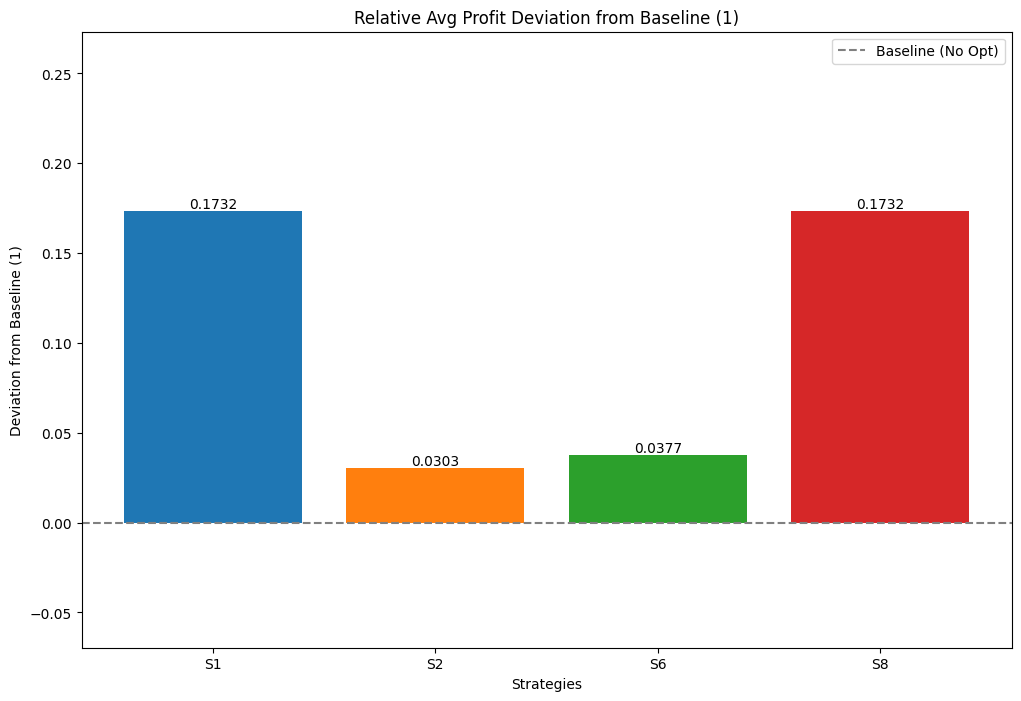 Relative Avg Profit Deviation from Baseline (1)
Baseline (No Opt)
Deviation from Baseline (1)
0.25
0.20
0.15
0.10
0.05
0.00
−0.05
0.1732
0.0303
0.0377
0.1732
S1
S2
S6
S8
Strategies